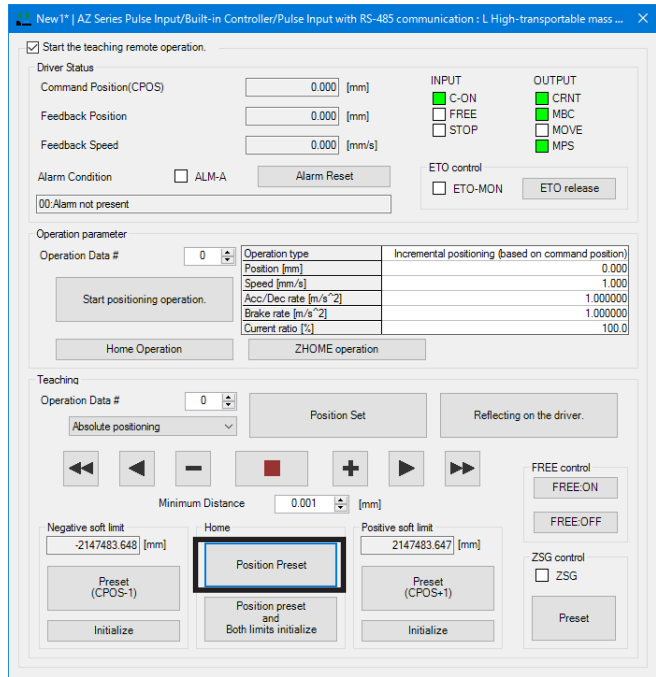 New1* | AZ Series Pulse Input/Built-in Controller/Pulse Input with RS-485 communication : L High-transportable mass ...
Start the teaching remote operation.
Driver Status
Command Position(CPOS) 0.000 [mm]
Feedback Position 0.000 [mm]
Feedback Speed 0.000 [mm/s]
INPUT OUTPUT
C-ON CRNT
FREE MBC
STOP MOVE
MPS
Alarm Condition ALM-A Alarm Reset
00:Alarm not present
ETO control
ETO-MON ETO release
Operation parameter
Operation Data # 0
Start positioning operation.
Operation type Incremental positioning (based on command position)
Position [mm] 0.000
Speed [mm/s] 1.000
Acc/Dec rate [m/s^2] 1.000000
Brake rate [m/s^2] 1.000000
Current ratio [%] 100.0
Home Operation ZHOME operation
Teaching
Operation Data # 0
Absolute positioning
Position Set Reflecting on the driver.
Minimum Distance 0.001 [mm]
FREE control
FREE:ON
FREE:OFF
Negative soft limit
-2147483.648 [mm]
Preset
(CPOS-1)
Initialize
Home
Position Preset
Position preset
and
Both limits initialize
Positive soft limit
2147483.647 [mm]
Preset
(CPOS+1)
Initialize
ZSG control
ZSG
Preset